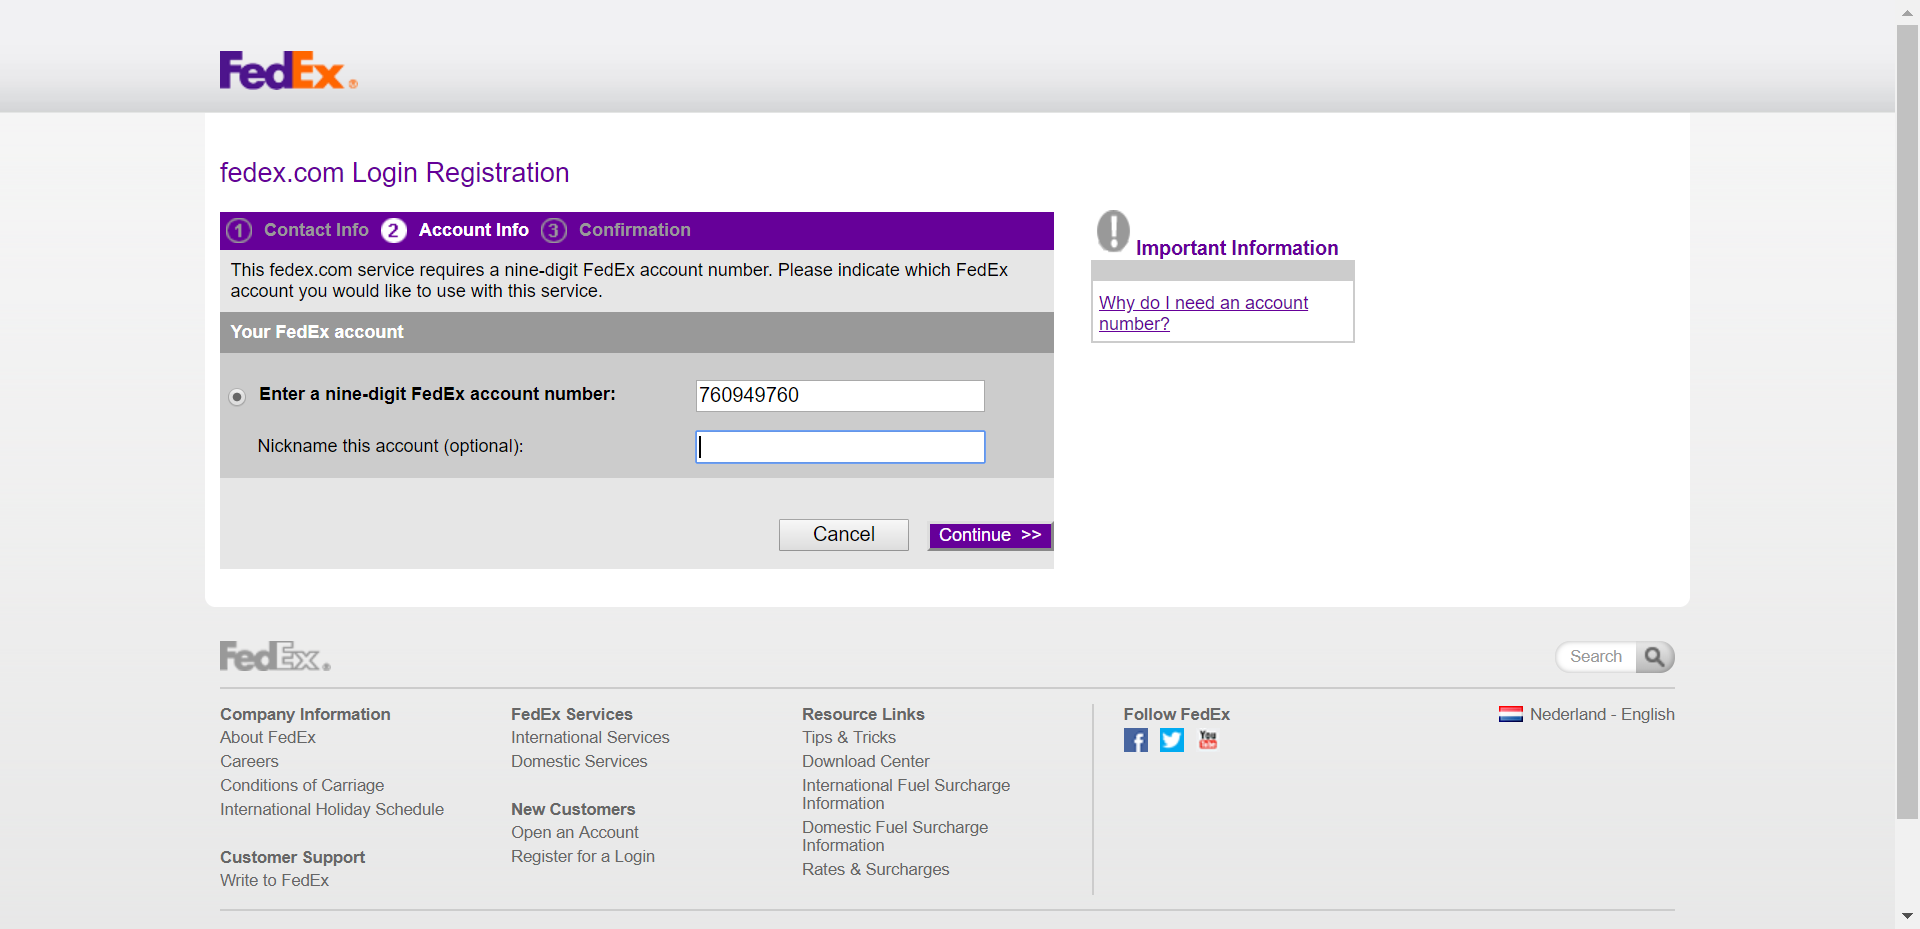 FedEx®
fedex.com Login Registration
1 Contact Info 2 Account Info 3 Confirmation
This fedex.com service requires a nine-digit FedEx account number. Please indicate which FedEx
account you would like to use with this service.
Your FedEx account
Enter a nine-digit FedEx account number: 760949760
Nickname this account (optional):
Cancel Continue >>
! Important Information
Why do I need an account
number?
FedEx®
Search
Company Information
About FedEx
Careers
Conditions of Carriage
International Holiday Schedule
Customer Support
Write to FedEx
FedEx Services
International Services
Domestic Services
New Customers
Open an Account
Register for a Login
Resource Links
Tips & Tricks
Download Center
International Fuel Surcharge
Information
Domestic Fuel Surcharge
Information
Rates & Surcharges
Follow FedEx
f
You
Tube
Nederland - English